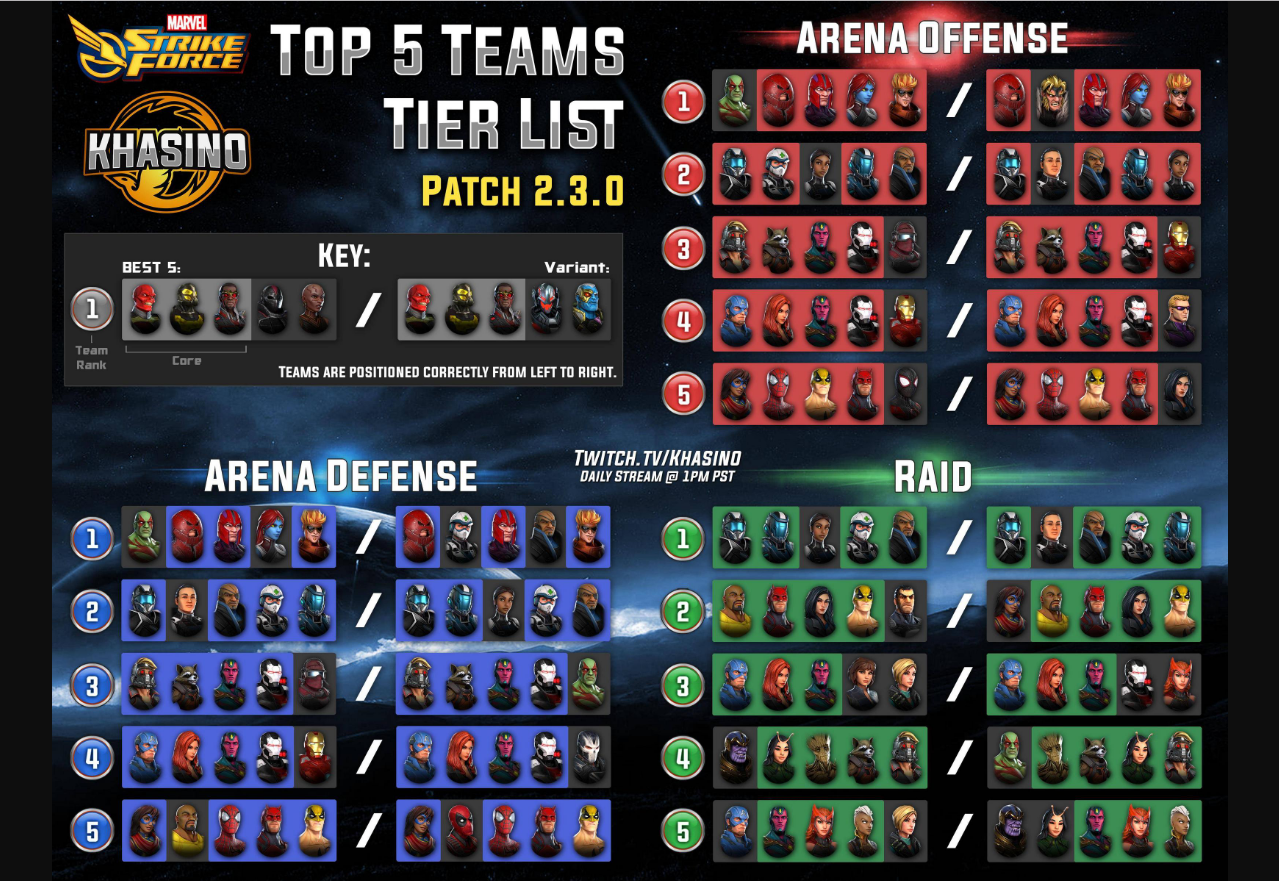 MARVEL
STRIKE
FORCE
TOP 5 TEAMS
TIER LIST
PATCH 2.3.0
KHASINO
KEY:
BEST 5:
Variant:
1
/
Team
Rank
Core
TEAMS ARE POSITIONED CORRECTLY FROM LEFT TO RIGHT.
ARENA OFFENSE
1 /
2 /
3 /
4 /
5 /
TWITCH.TV/KHASINO
DAILY STREAM @ 1PM PST
ARENA DEFENSE
1 /
2 /
3 /
4 /
5 /
RAID
1 /
2 /
3 /
4 /
5 /